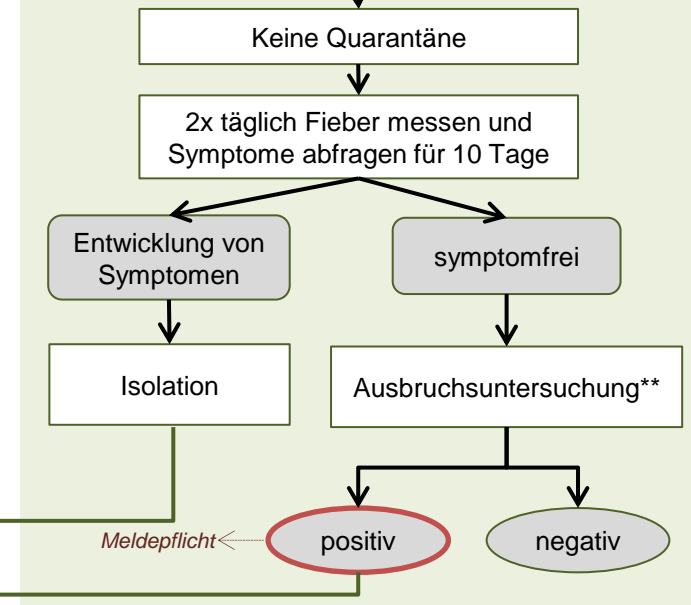 Keine Quarantäne
2x täglich Fieber messen und
Symptome abfragen für 10 Tage
Entwicklung von
Symptomen
symptomfrei
Isolation
Ausbruchsuntersuchung**
Meldepflicht
positiv
negativ